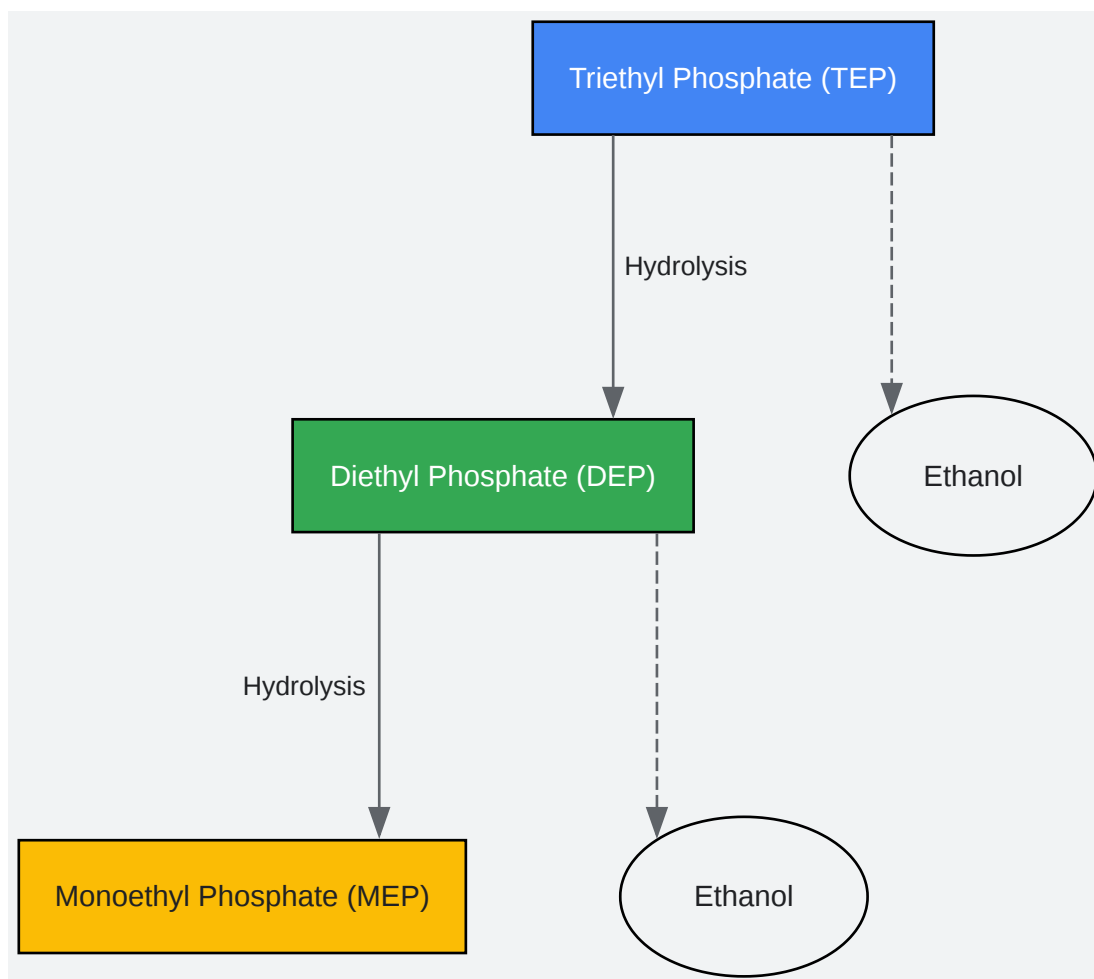 Triethyl Phosphate (TEP)
Hydrolysis
Diethyl Phosphate (DEP)
Ethanol
Hydrolysis
Monoethyl Phosphate (MEP)
Ethanol